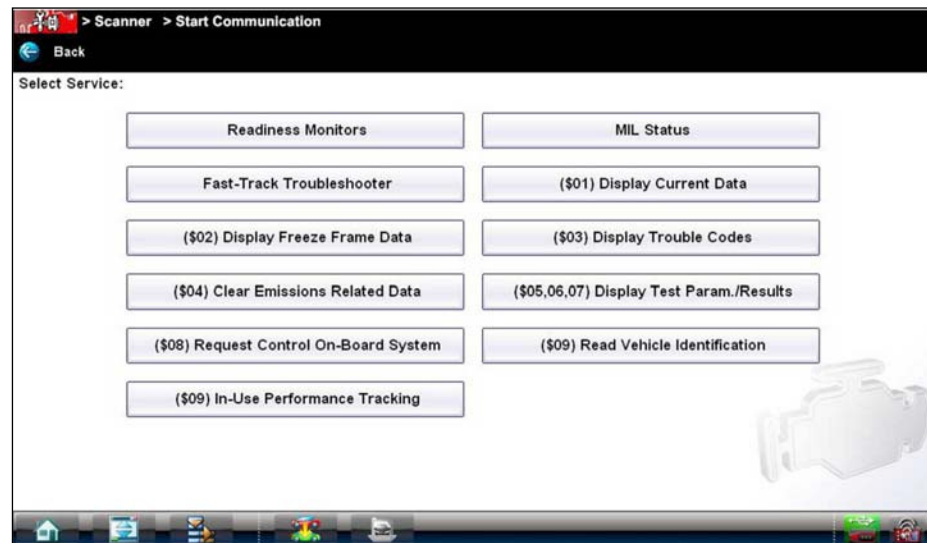 > Scanner > Start Communication
Back
Select Service:
Readiness Monitors
MIL Status
Fast-Track Troubleshooter
($01) Display Current Data
($02) Display Freeze Frame Data
($03) Display Trouble Codes
($04) Clear Emissions Related Data
($05,06,07) Display Test Param./Results
($08) Request Control On-Board System
($09) Read Vehicle Identification
($09) In-Use Performance Tracking